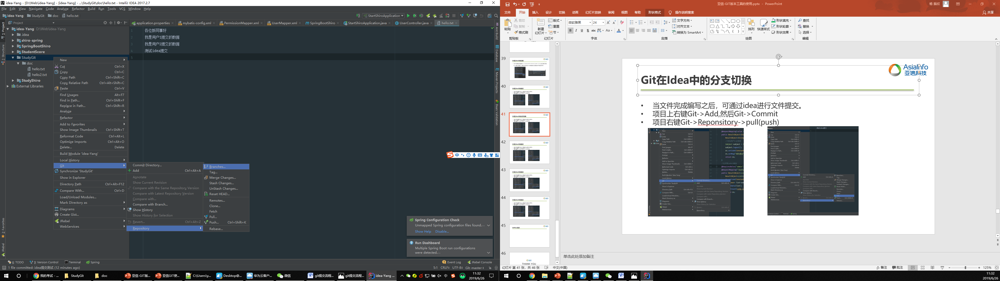 idea-Yang - [D:\Web\idea-Yang] - [idea-Yang] - ...\StudyGit\doc\hello.txt - IntelliJ IDEA 2017.2.7
File Edit View Navigate Code Analyze Refactor Build Run Tools VCS Window Help
idea-Yang StudyGit doc hello.txt
StartShiroApplication
Project
application.properties mybatis-config.xml PermissionMapper.xml UserMapper.xml SpringBootShiro StartShiroApplication.java UserController.java hello.txt
idea-Yang D:\Web\idea-Yang
.idea
shiro-spring
SpringBootShiro
StudentScore
StudyGit
doc
hello.txt
hello2.txt
StudyShiro
External Libraries
1: Project
7: Structure
2: Favorites
JRebel
1 各位新同事好
2 我是用户1提交的数据
3 我是用户2提交的数据
4 测试idea提交
5
Ant Build
Database
Maven Projects
Bean Validation
New
Cut Ctrl+X
Copy Ctrl+C
Copy Path Ctrl+Shift+C
Copy Relative Path Ctrl+Alt+Shift+C
Paste Ctrl+V
Find Usages Alt+F7
Find in Path... Ctrl+Shift+F
Replace in Path... Ctrl+Shift+R
Analyze
Refactor
Add to Favorites
Show Image Thumbnails Ctrl+Shift+T
Reformat Code Ctrl+Alt+L
Optimize Imports Ctrl+Alt+O
Delete... Delete
Build Module 'idea-Yang'
Local History
Git
Synchronize 'StudyGit'
Show in Explorer
Directory Path Ctrl+Alt+F12
Compare With... Ctrl+D
Load/Unload Modules...
Mark Directory as
Diagrams
Create Gist...
JRebel
WebServices
Commit Directory...
Add Ctrl+Alt+A
Annotate
Show Current Revision
Compare with the Same Repository Version
Compare with Latest Repository Version
Compare with...
Compare with Branch...
Show History
Show History for Selection
Revert... Ctrl+Alt+Z
Repository
Branches...
Tag...
Merge Changes...
Stash Changes...
UnStash Changes...
Reset HEAD...
Remotes...
Clone...
Fetch
Pull...
Push... Ctrl+Shift+K
Rebase...
中
Spring Configuration Check
Unmapped Spring configuration files found....
Show Help Disable...
Run Dashboard
Multiple Spring Boot run configurations
were detected....
6: TODO 9: Version Control Terminal Spring
Event Log JRebel Console
1 file committed: idea提交测试 (12 minutes ago)
5:1 CRLF UTF-8 Git: master
我的考试 - ... StudyGit doc 亚信-GIT版... 亚信GIT使... C:\Users\y... Desktop@... 华为云客户... 微信 git提交流程... git提交流程... idea-Yang ...
中 43
11:32
2019/6/26
亚信-GIT版本工具的使用.pptx - PowerPoint
杨 振欣
文件 开始 插入 设计 切换 动画 幻灯片放映 审阅 视图 帮助 形状格式 操作说明搜索
共享
粘贴 剪切 复制 格式刷
新建
幻灯片 版式 重置 节
微软雅黑 24
B I U S abc AV Aa A
文字方向
对齐文本
转换为 SmartArt
排列 快速样式
形状填充
形状轮廓
形状效果
查找
替换
选择
剪贴板 幻灯片 字体 段落 绘图 编辑
39
40
41
42
43
44
45
46
THANK YOU
AsiaInfo
亚信科技
Git在Idea中的分支切换
• 当文件完成编写之后，可通过idea进行文件提交。
• 项目上右键Git->Add,然后Git->Commit
• 项目右键Git->Reponsitory->pull(push)
单击此处添加备注
幻灯片 第 41 张，共 46 张 中文(中国)
备注 批注 125%
11:32
2019/6/26